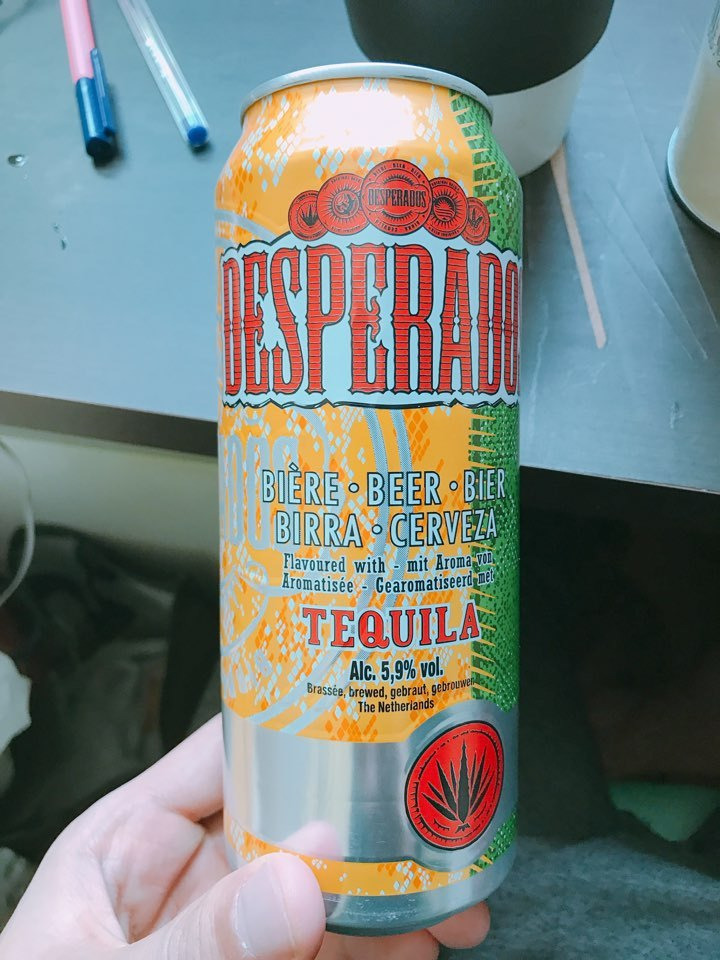 DESPERADOS
DESPERADO
BIÈRE · BEER · BIER
BIRRA · CERVEZA
Flavoured with - mit Aroma von
Aromatisée - Gearomatiseerd met
TEQUILA
Alc. 5,9% vol.
Brassée, brewed, gebraut, gebrouwen
The Netherlands